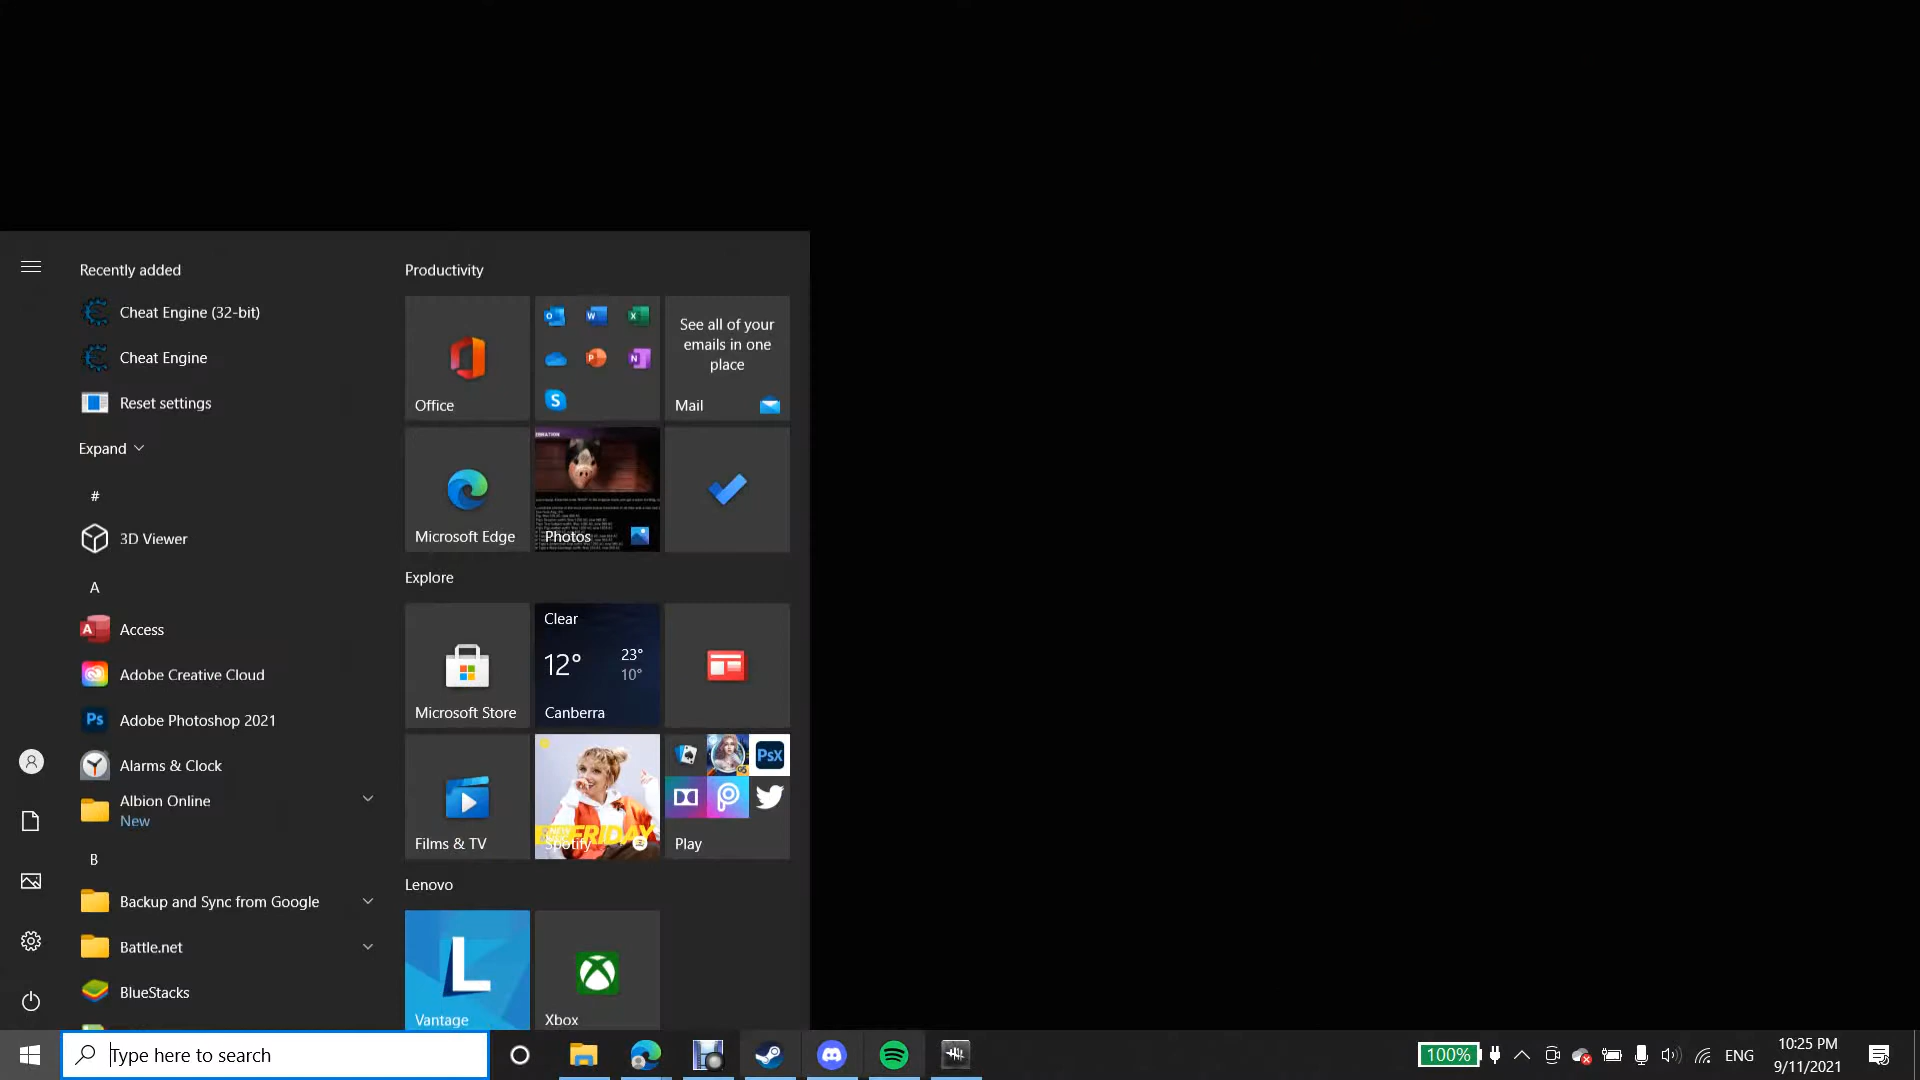 Recently added
Cheat Engine (32-bit)
Cheat Engine
Reset settings
Expand
#
3D Viewer
A
Access
Adobe Creative Cloud
Adobe Photoshop 2021
Alarms & Clock
Albion Online
New
B
Backup and Sync from Google
Battle.net
BlueStacks
Productivity
Office
See all of your
emails in one
place
Mail
Microsoft Edge
Photos
Explore
Microsoft Store
Clear
12°
23°
10°
Canberra
Films & TV
FRIDAY
Spotify
PsX
Play
Lenovo
L
Vantage
Xbox
Type here to search
100%
ENG
10:25 PM
9/11/2021